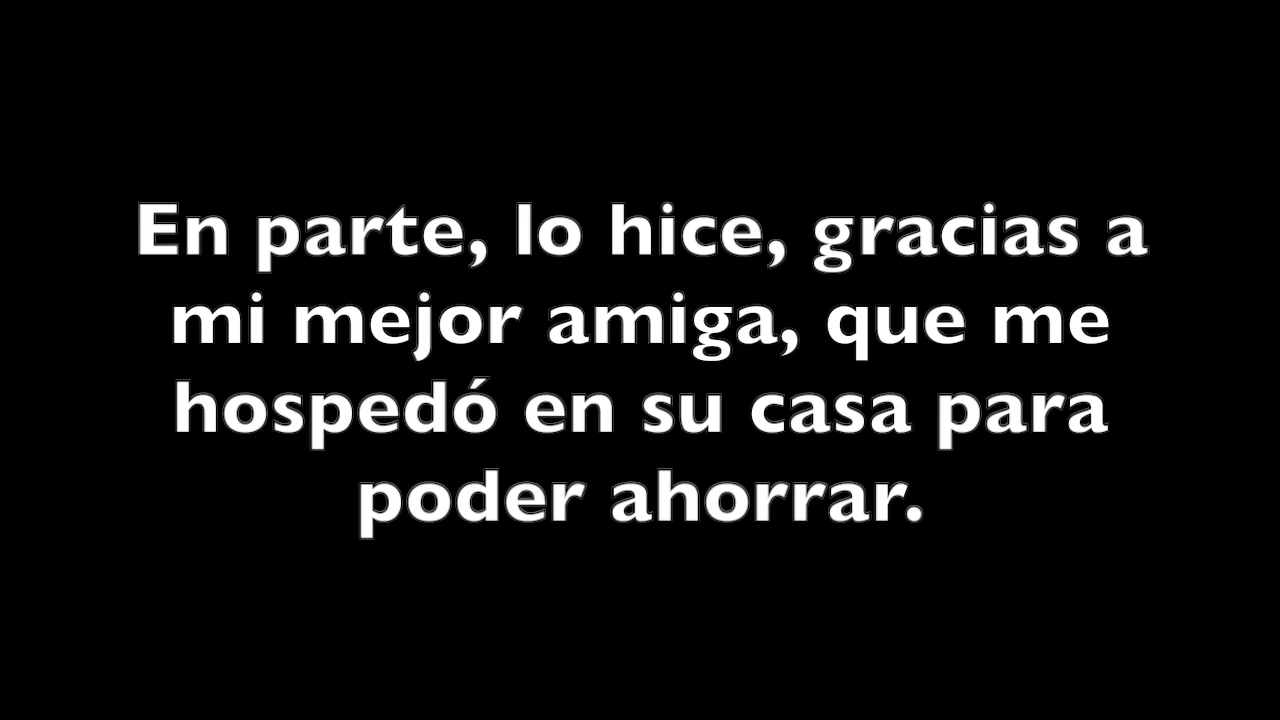 En parte, lo hice, gracias a
mi mejor amiga, que me
hospedó en su casa para
poder ahorrar.